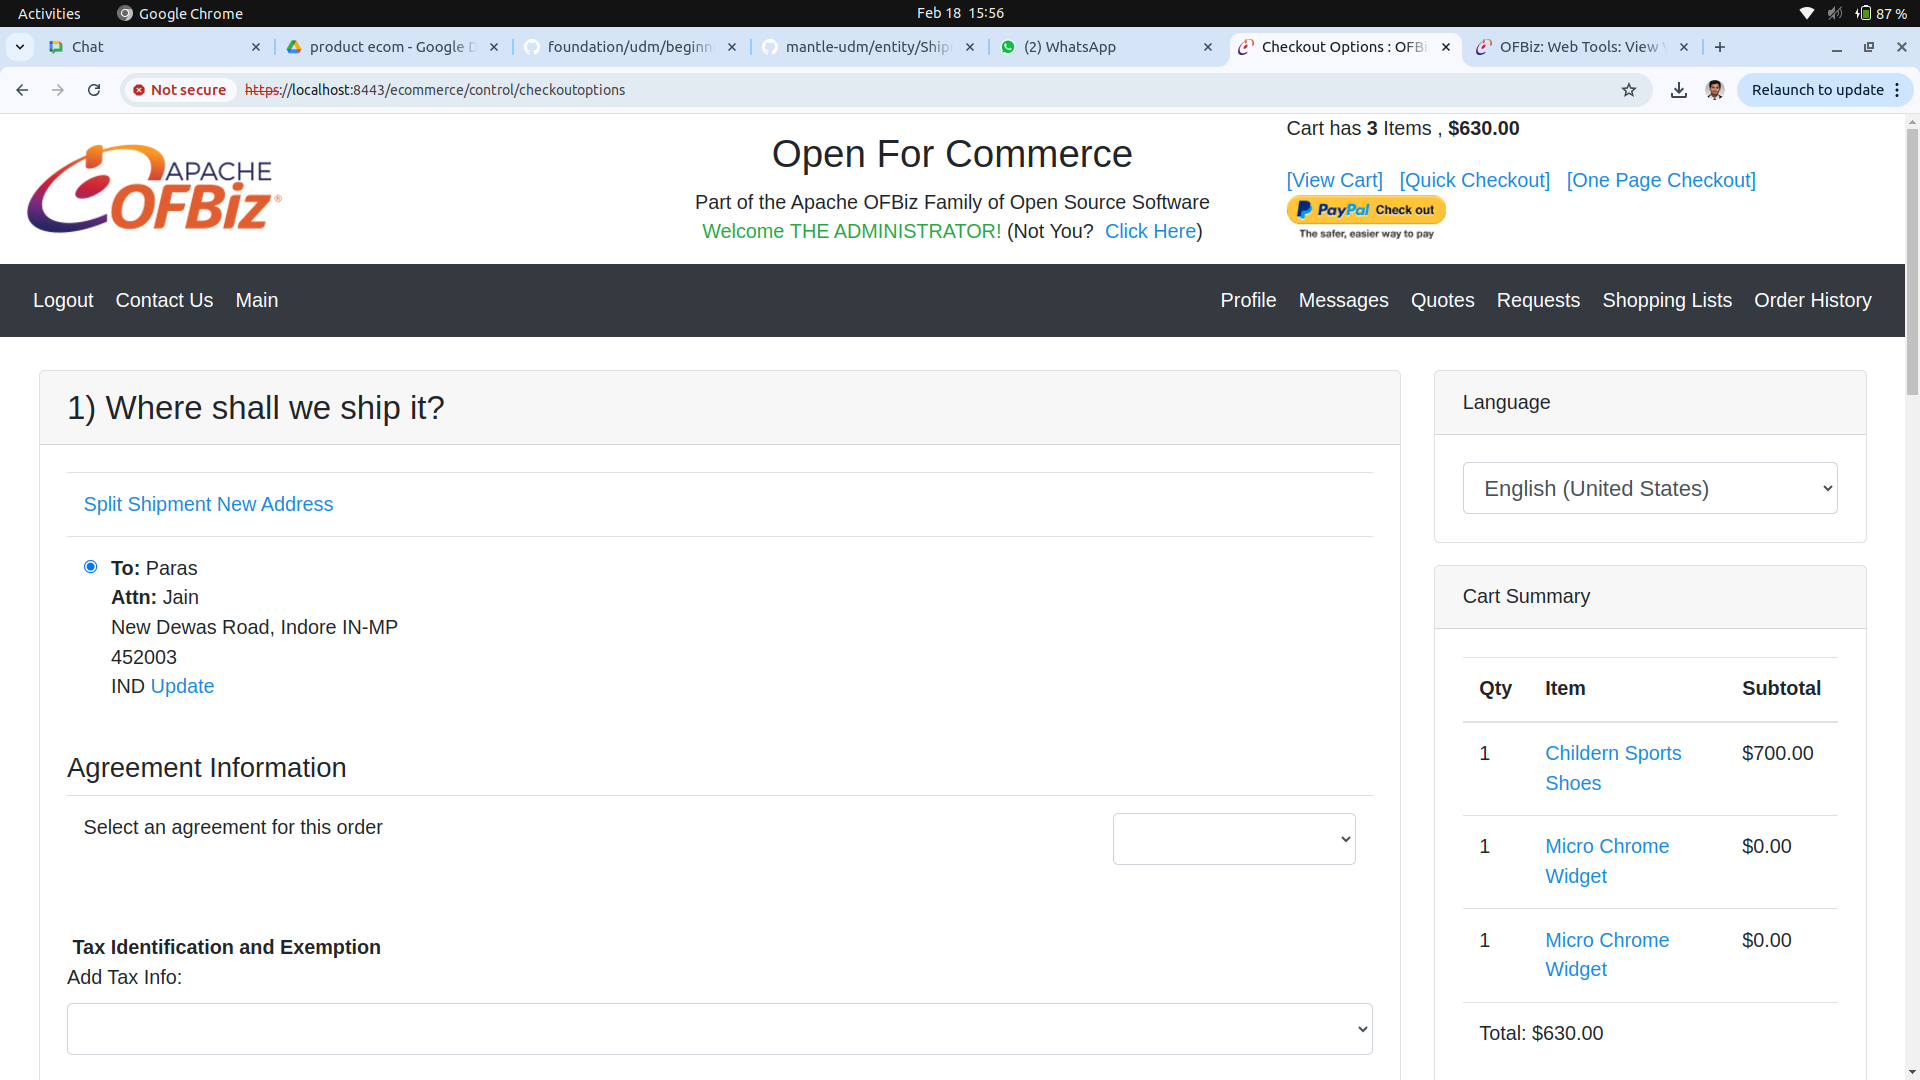 Activities
Google Chrome
Feb 18 15:56
87 %
Chat
product ecom - Google D
foundation/udm/beginn
mantle-udm/entity/Ship
(2) WhatsApp
Checkout Options : OFBi
OFBiz: Web Tools: View
Not secure
https://localhost:8443/ecommerce/control/checkoutoptions
Relaunch to update
APACHE
OFBiz®
Open For Commerce
Part of the Apache OFBiz Family of Open Source Software
Welcome THE ADMINISTRATOR! (Not You? Click Here)
Cart has 3 Items , $630.00
[View Cart] [Quick Checkout] [One Page Checkout]
PayPal Check out
The safer, easier way to pay
Logout Contact Us Main
Profile Messages Quotes Requests Shopping Lists Order History
1) Where shall we ship it?
Split Shipment New Address
To: Paras
Attn: Jain
New Dewas Road, Indore IN-MP
452003
IND Update
Agreement Information
Select an agreement for this order
Tax Identification and Exemption
Add Tax Info:
Language
English (United States)
Cart Summary
Qty Item Subtotal
1 Childern Sports $700.00
Shoes
1 Micro Chrome $0.00
Widget
1 Micro Chrome $0.00
Widget
Total: $630.00